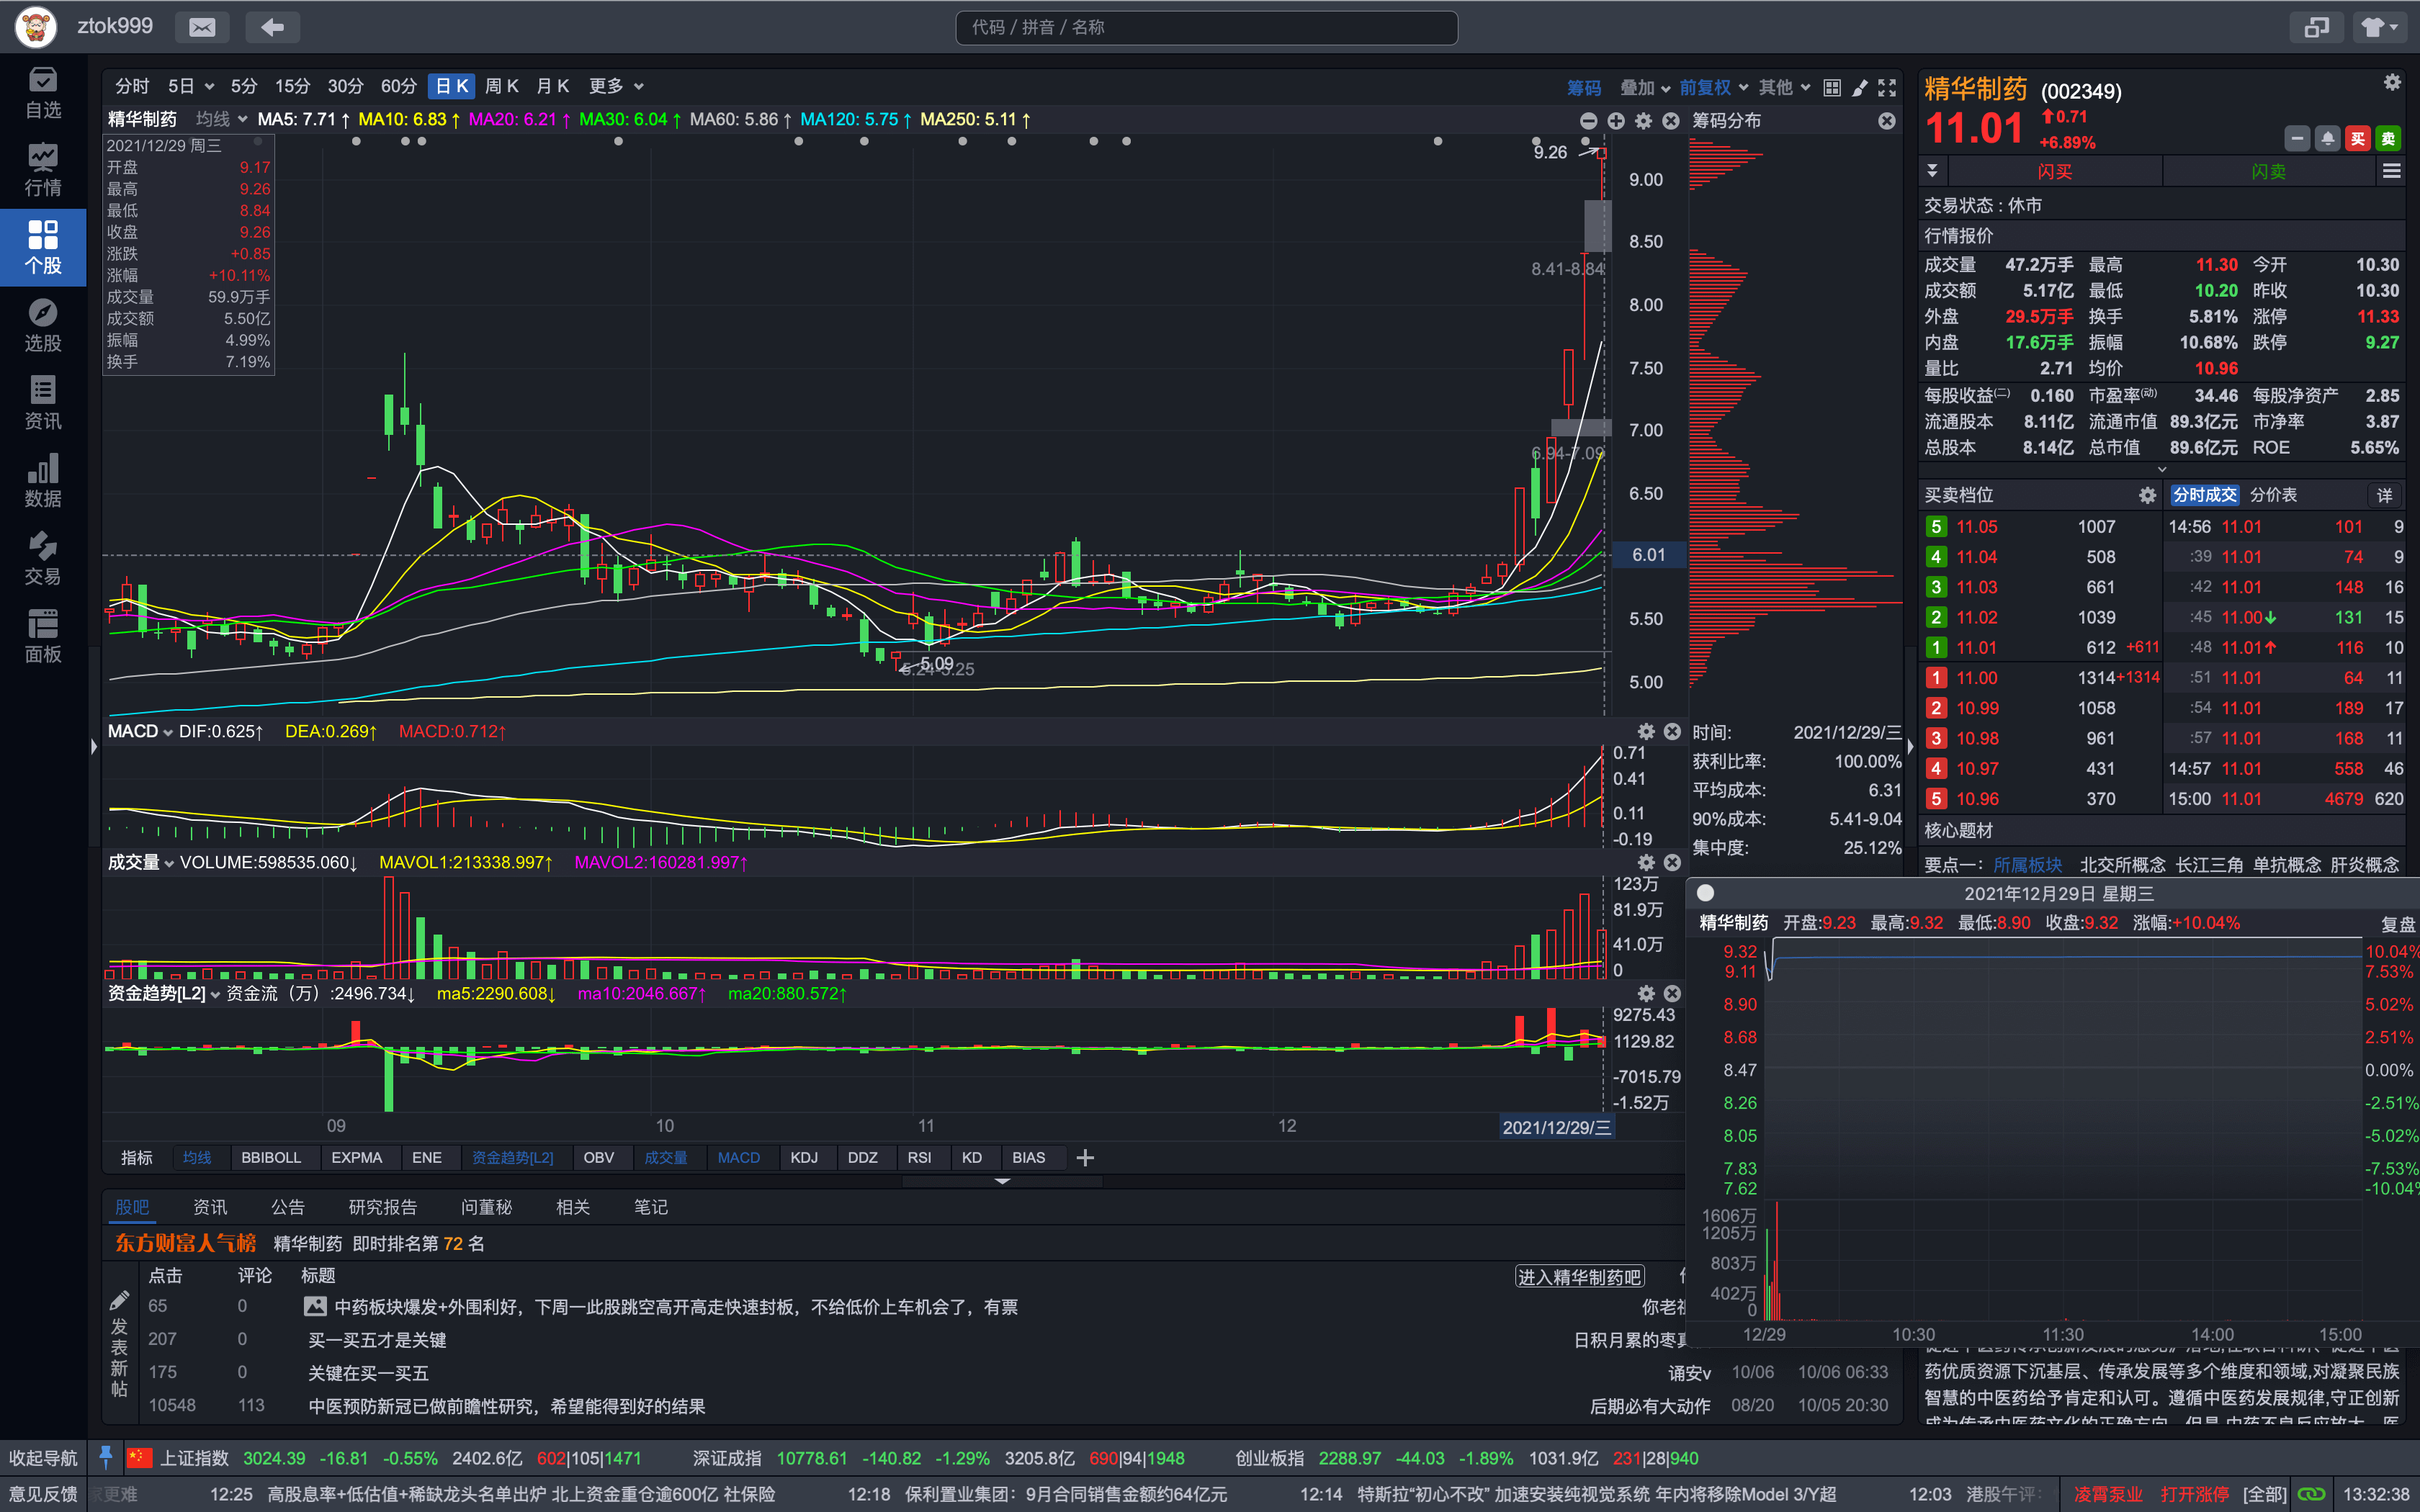 ztok999
代码 / 拼音 / 名称
自选
行情
个股
选股
资讯
数据
交易
面板
分时 5日 5分 15分 30分 60分 日K 周K 月K 更多
筹码 叠加 前复权 其他
精华制药 均线 MA5: 7.71↑ MA10: 6.83↑ MA20: 6.21↑ MA30: 6.04↑ MA60: 5.86↑ MA120: 5.75↑ MA250: 5.11↑
筹码分布
2021/12/29 周三
开盘 9.17
最高 9.26
最低 8.84
收盘 9.26
涨跌 +0.85
涨幅 +10.11%
成交量 59.9万手
成交额 5.50亿
振幅 4.99%
换手 7.19%
9.26
8.41-8.84
6.94-7.09
5.09
5.24-5.25
9.00
8.50
8.00
7.50
7.00
6.50
6.01
5.50
5.00
MACD DIF:0.625↑ DEA:0.269↑ MACD:0.712↑
0.71
0.41
0.11
-0.19
成交量 VOLUME:598535.060↓ MAVOL1:213338.997↑ MAVOL2:160281.997↑
123万
81.9万
41.0万
0
资金趋势[L2] 资金流（万）:2496.734↓ ma5:2290.608↓ ma10:2046.667↑ ma20:880.572↑
9275.43
1129.82
-7015.79
-1.52万
09 10 11 12 2021/12/29/三
指标 均线 BBIBOLL EXPMA ENE 资金趋势[L2] OBV 成交量 MACD KDJ DDZ RSI KD BIAS
时间: 2021/12/29/三
获利比率: 100.00%
平均成本: 6.31
90%成本: 5.41-9.04
集中度: 25.12%
精华制药 (002349)
11.01 0.71
+6.89%
买 卖
闪买 闪卖
交易状态 : 休市
行情报价
成交量 47.2万手 最高 11.30 今开 10.30
成交额 5.17亿 最低 10.20 昨收 10.30
外盘 29.5万手 换手 5.81% 涨停 11.33
内盘 17.6万手 振幅 10.68% 跌停 9.27
量比 2.71 均价 10.96
每股收益(二) 0.160 市盈率(动) 34.46 每股净资产 2.85
流通股本 8.11亿 流通市值 89.3亿元 市净率 3.87
总股本 8.14亿 总市值 89.6亿元 ROE 5.65%
买卖档位 分时成交 分价表 详
5 11.05 1007 14:56 11.01 101 9
4 11.04 508 :39 11.01 74 9
3 11.03 661 :42 11.01 148 16
2 11.02 1039 :45 11.00↓ 131 15
1 11.01 612 +611 :48 11.01↑ 116 10
1 11.00 1314+1314 :51 11.01 64 11
2 10.99 1058 :54 11.01 189 17
3 10.98 961 :57 11.01 168 11
4 10.97 431 14:57 11.01 558 46
5 10.96 370 15:00 11.01 4679 620
核心题材
要点一： 所属板块 北交所概念 长江三角 单抗概念 肝炎概念
2021年12月29日 星期三
精华制药 开盘:9.23 最高:9.32 最低:8.90 收盘:9.32 涨幅:+10.04% 复盘
9.32 10.04%
9.11 7.53%
8.90 5.02%
8.68 2.51%
8.47 0.00%
8.26 -2.51%
8.05 -5.02%
7.83 -7.53%
7.62 -10.04%
1606万
1205万
803万
402万
0
12/29 10:30 11:30 14:00 15:00
药优质资源下沉基层、传承发展等多个维度和领域,对凝聚民族
智慧的中医药给予肯定和认可。遵循中医药发展规律,守正创新
股吧 资讯 公告 研究报告 问董秘 相关 笔记
东方财富人气榜 精华制药 即时排名第 72 名
点击 评论 标题 进入精华制药吧
发表新帖
65 0 中药板块爆发+外围利好，下周一此股跳空高开高走快速封板，不给低价上车机会了，有票 你老
207 0 买一买五才是关键 日积月累的枣
175 0 关键在买一买五 诵安v 10/06 10/06 06:33
10548 113 中医预防新冠已做前瞻性研究，希望能得到好的结果 后期必有大动作 08/20 10/05 20:30
收起导航 上证指数 3024.39 -16.81 -0.55% 2402.6亿 602|105|1471 深证成指 10778.61 -140.82 -1.29% 3205.8亿 690|94|1948 创业板指 2288.97 -44.03 -1.89% 1031.9亿 231|28|940
意见反馈 更难 12:25 高股息率+低估值+稀缺龙头名单出炉 北上资金重仓逾600亿 社保险 12:18 保利置业集团：9月合同销售金额约64亿元 12:14 特斯拉“初心不改” 加速安装纯视觉系统 年内将移除Model 3/Y超 12:03 港股午评： 凌霄泵业 打开涨停 [全部] 13:32:38